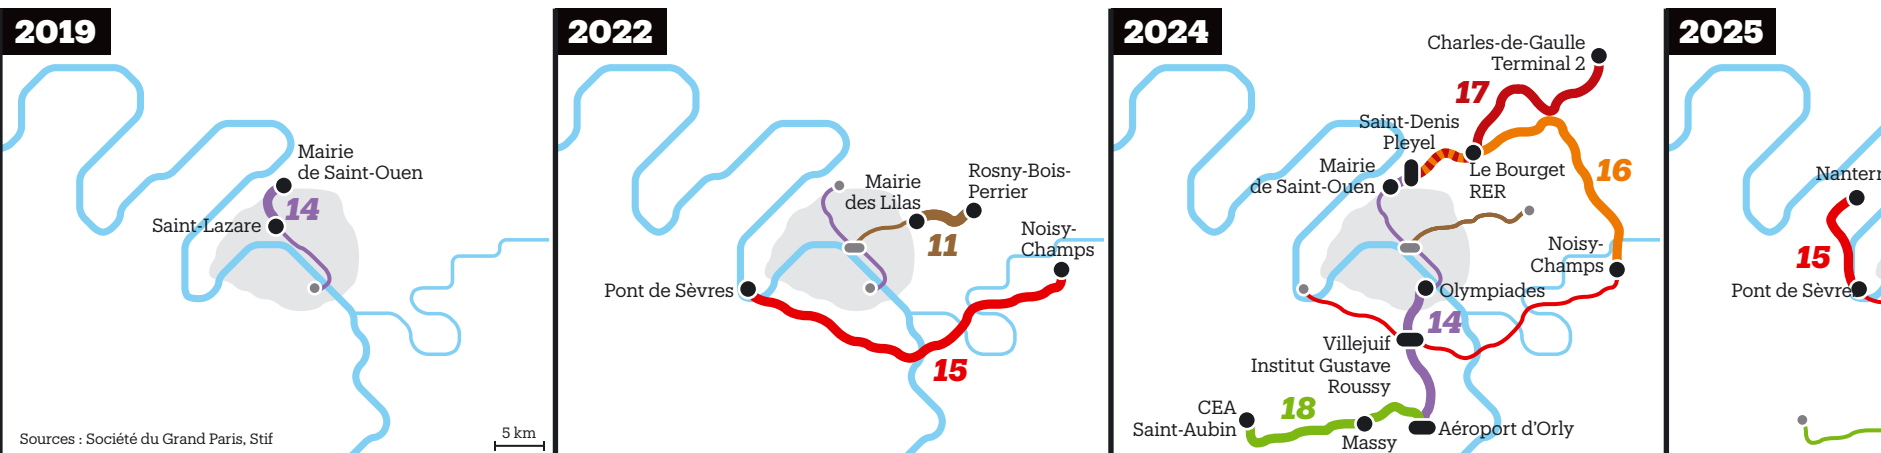 2019
Mairie
de Saint-Ouen
14
Saint-Lazare
Sources : Société du Grand Paris, Stif
5 km
2022
Mairie
des Lilas
Rosny-Bois-
Perrier
11
Noisy-
Champs
Pont de Sèvres
15
2024
Charles-de-Gaulle
Terminal 2
17
Saint-Denis
Pleyel
Mairie
de Saint-Ouen
Le Bourget
RER
16
Noisy-
Champs
Olympiades
14
Villejuif
Institut Gustave
Roussy
CEA
Saint-Aubin
18
Massy
Aéroport d'Orly
2025
Nanterr
15
Pont de Sèvres